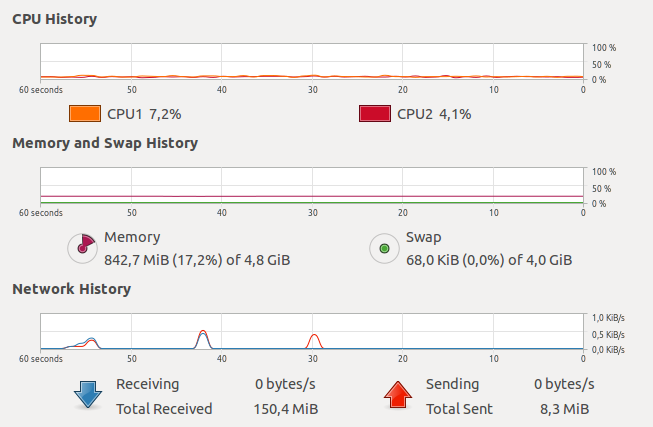 CPU History
100 %
50 %
0 %
60 seconds 50 40 30 20 10 0
CPU1 7,2% CPU2 4,1%
Memory and Swap History
100 %
50 %
0 %
60 seconds 50 40 30 20 10 0
Memory Swap
842,7 MiB (17,2%) of 4,8 GiB 68,0 KiB (0,0%) of 4,0 GiB
Network History
1,0 KiB/s
0,5 KiB/s
0,0 KiB/s
60 seconds 50 40 30 20 10 0
Receiving 0 bytes/s Sending 0 bytes/s
Total Received 150,4 MiB Total Sent 8,3 MiB